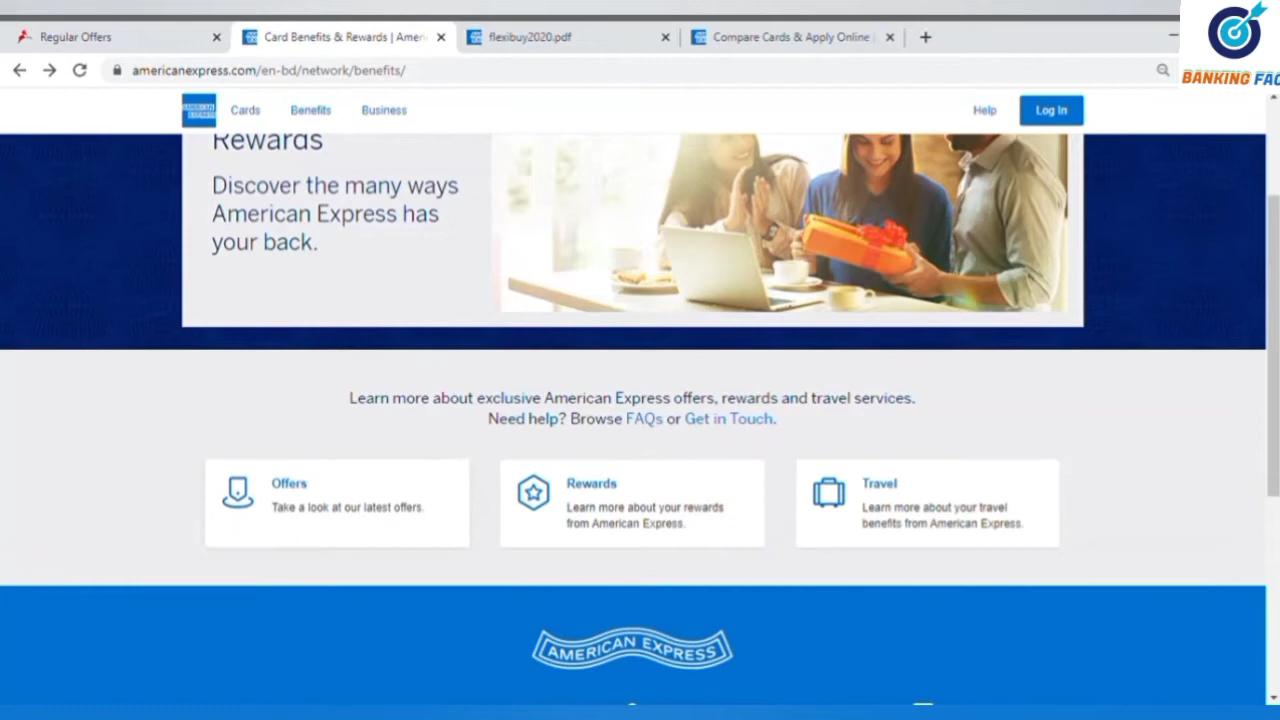 Regular Offers
Card Benefits & Rewards | Ameri
flexibuy2020.pdf
Compare Cards & Apply Online
americanexpress.com/en-bd/network/benefits/
BANKING FAC
AMERICAN EXPRESS
Cards
Benefits
Business
Help
Log In
Rewards
Discover the many ways
American Express has
your back.
Learn more about exclusive American Express offers, rewards and travel services.
Need help? Browse FAQs or Get in Touch.
Offers
Take a look at our latest offers.
Rewards
Learn more about your rewards
from American Express.
Travel
Learn more about your travel
benefits from American Express.
AMERICAN EXPRESS